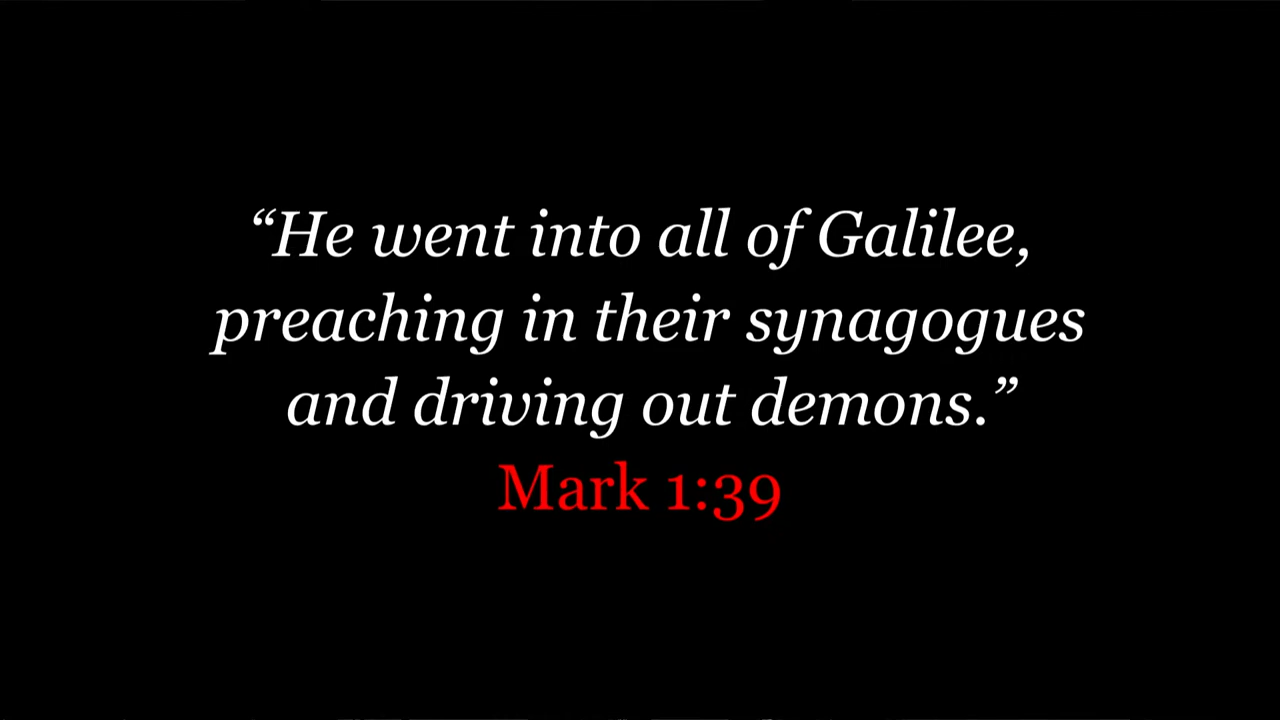 “He went into all of Galilee,
preaching in their synagogues
and driving out demons.”
Mark 1:39